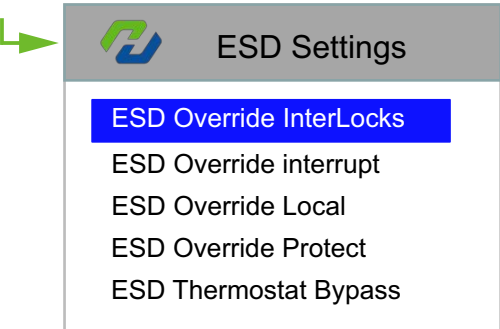 ESD Settings
ESD Override InterLocks
ESD Override interrupt
ESD Override Local
ESD Override Protect
ESD Thermostat Bypass